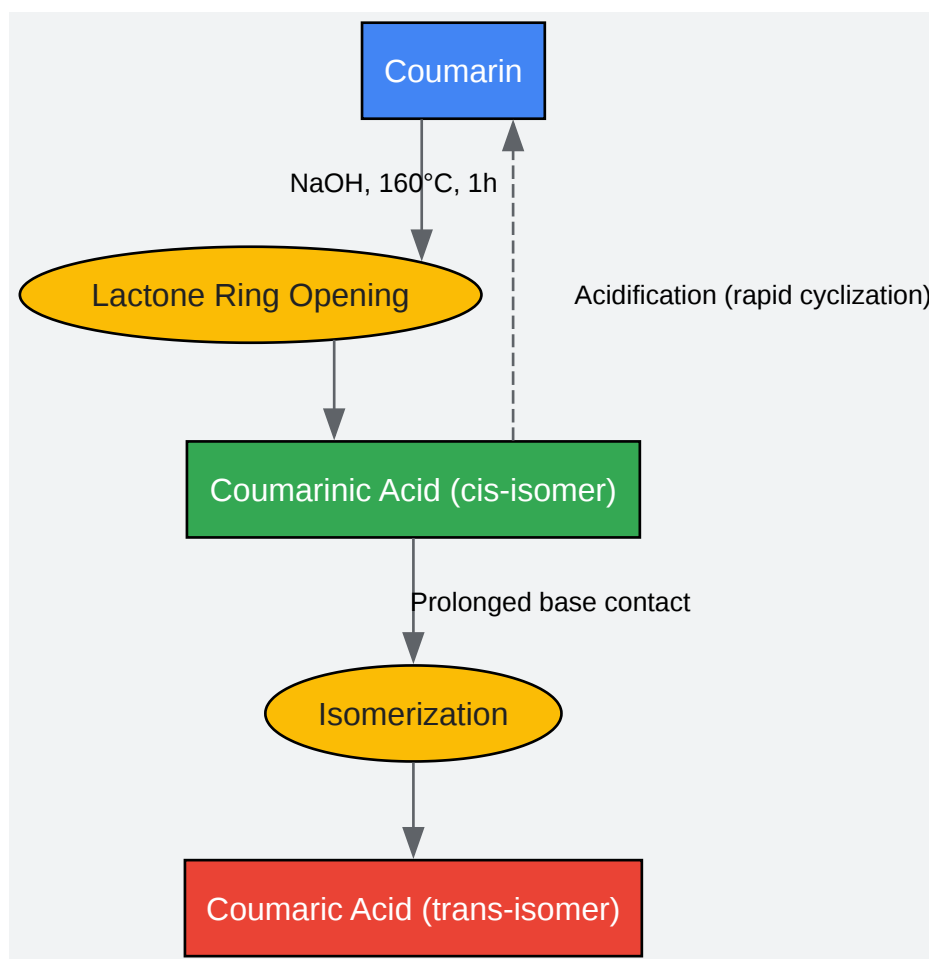 Coumarin
NaOH, 160°C, 1h
Lactone Ring Opening
Acidification (rapid cyclization)
Coumarinic Acid (cis-isomer)
Prolonged base contact
Isomerization
Coumaric Acid (trans-isomer)